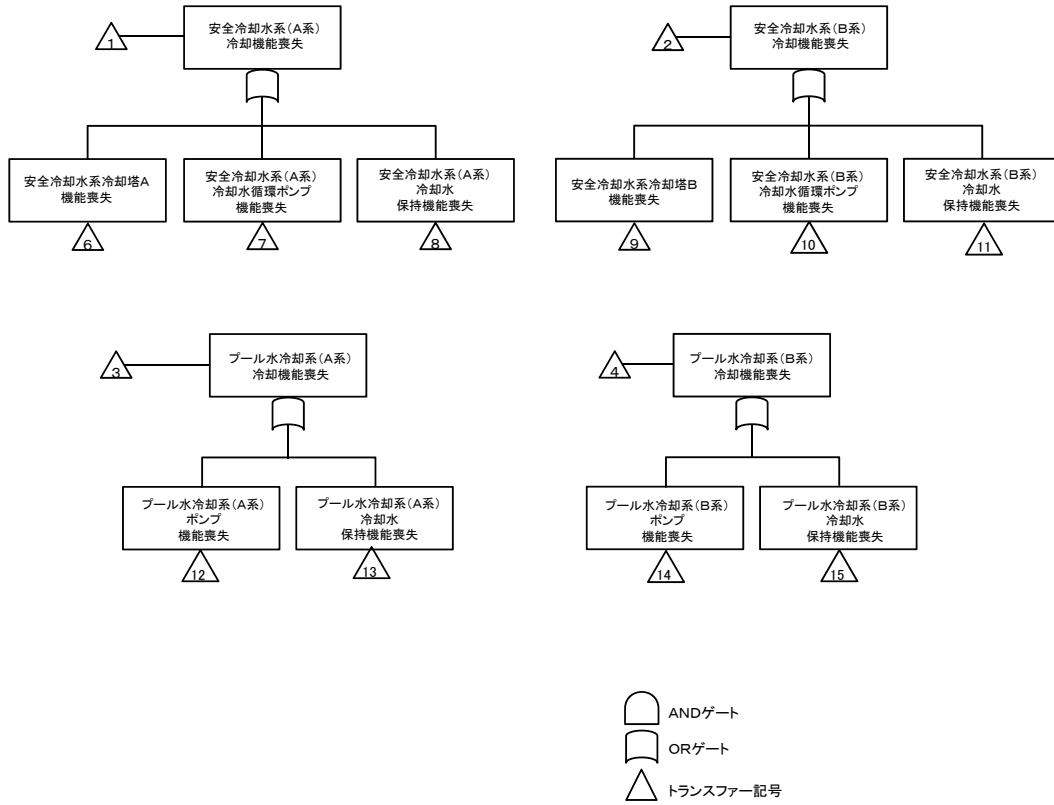 1
安全冷却水系(A系)
冷却機能喪失
2
安全冷却水系(B系)
冷却機能喪失
安全冷却水系冷却塔A
機能喪失
安全冷却水系(A系)
冷却水循環ポンプ
機能喪失
安全冷却水系(A系)
冷却水
保持機能喪失
安全冷却水系冷却塔B
機能喪失
安全冷却水系(B系)
冷却水循環ポンプ
機能喪失
安全冷却水系(B系)
冷却水
保持機能喪失
6
7
8
9
10
11
3
プール水冷却系(A系)
冷却機能喪失
4
プール水冷却系(B系)
冷却機能喪失
プール水冷却系(A系)
ポンプ
機能喪失
プール水冷却系(A系)
冷却水
保持機能喪失
プール水冷却系(B系)
ポンプ
機能喪失
プール水冷却系(B系)
冷却水
保持機能喪失
12
13
14
15
ANDゲート
ORゲート
トランスファー記号